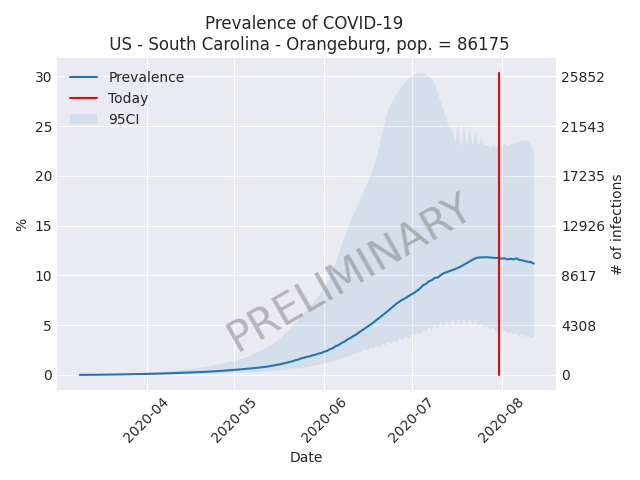 Prevalence of COVID-19
US - South Carolina - Orangeburg, pop. = 86175
Prevalence
Today
95CI
PRELIMINARY
%
30
25
20
15
10
5
0
25852
21543
17235
12926
8617
4308
0
# of infections
2020-04
2020-05
2020-06
2020-07
2020-08
Date